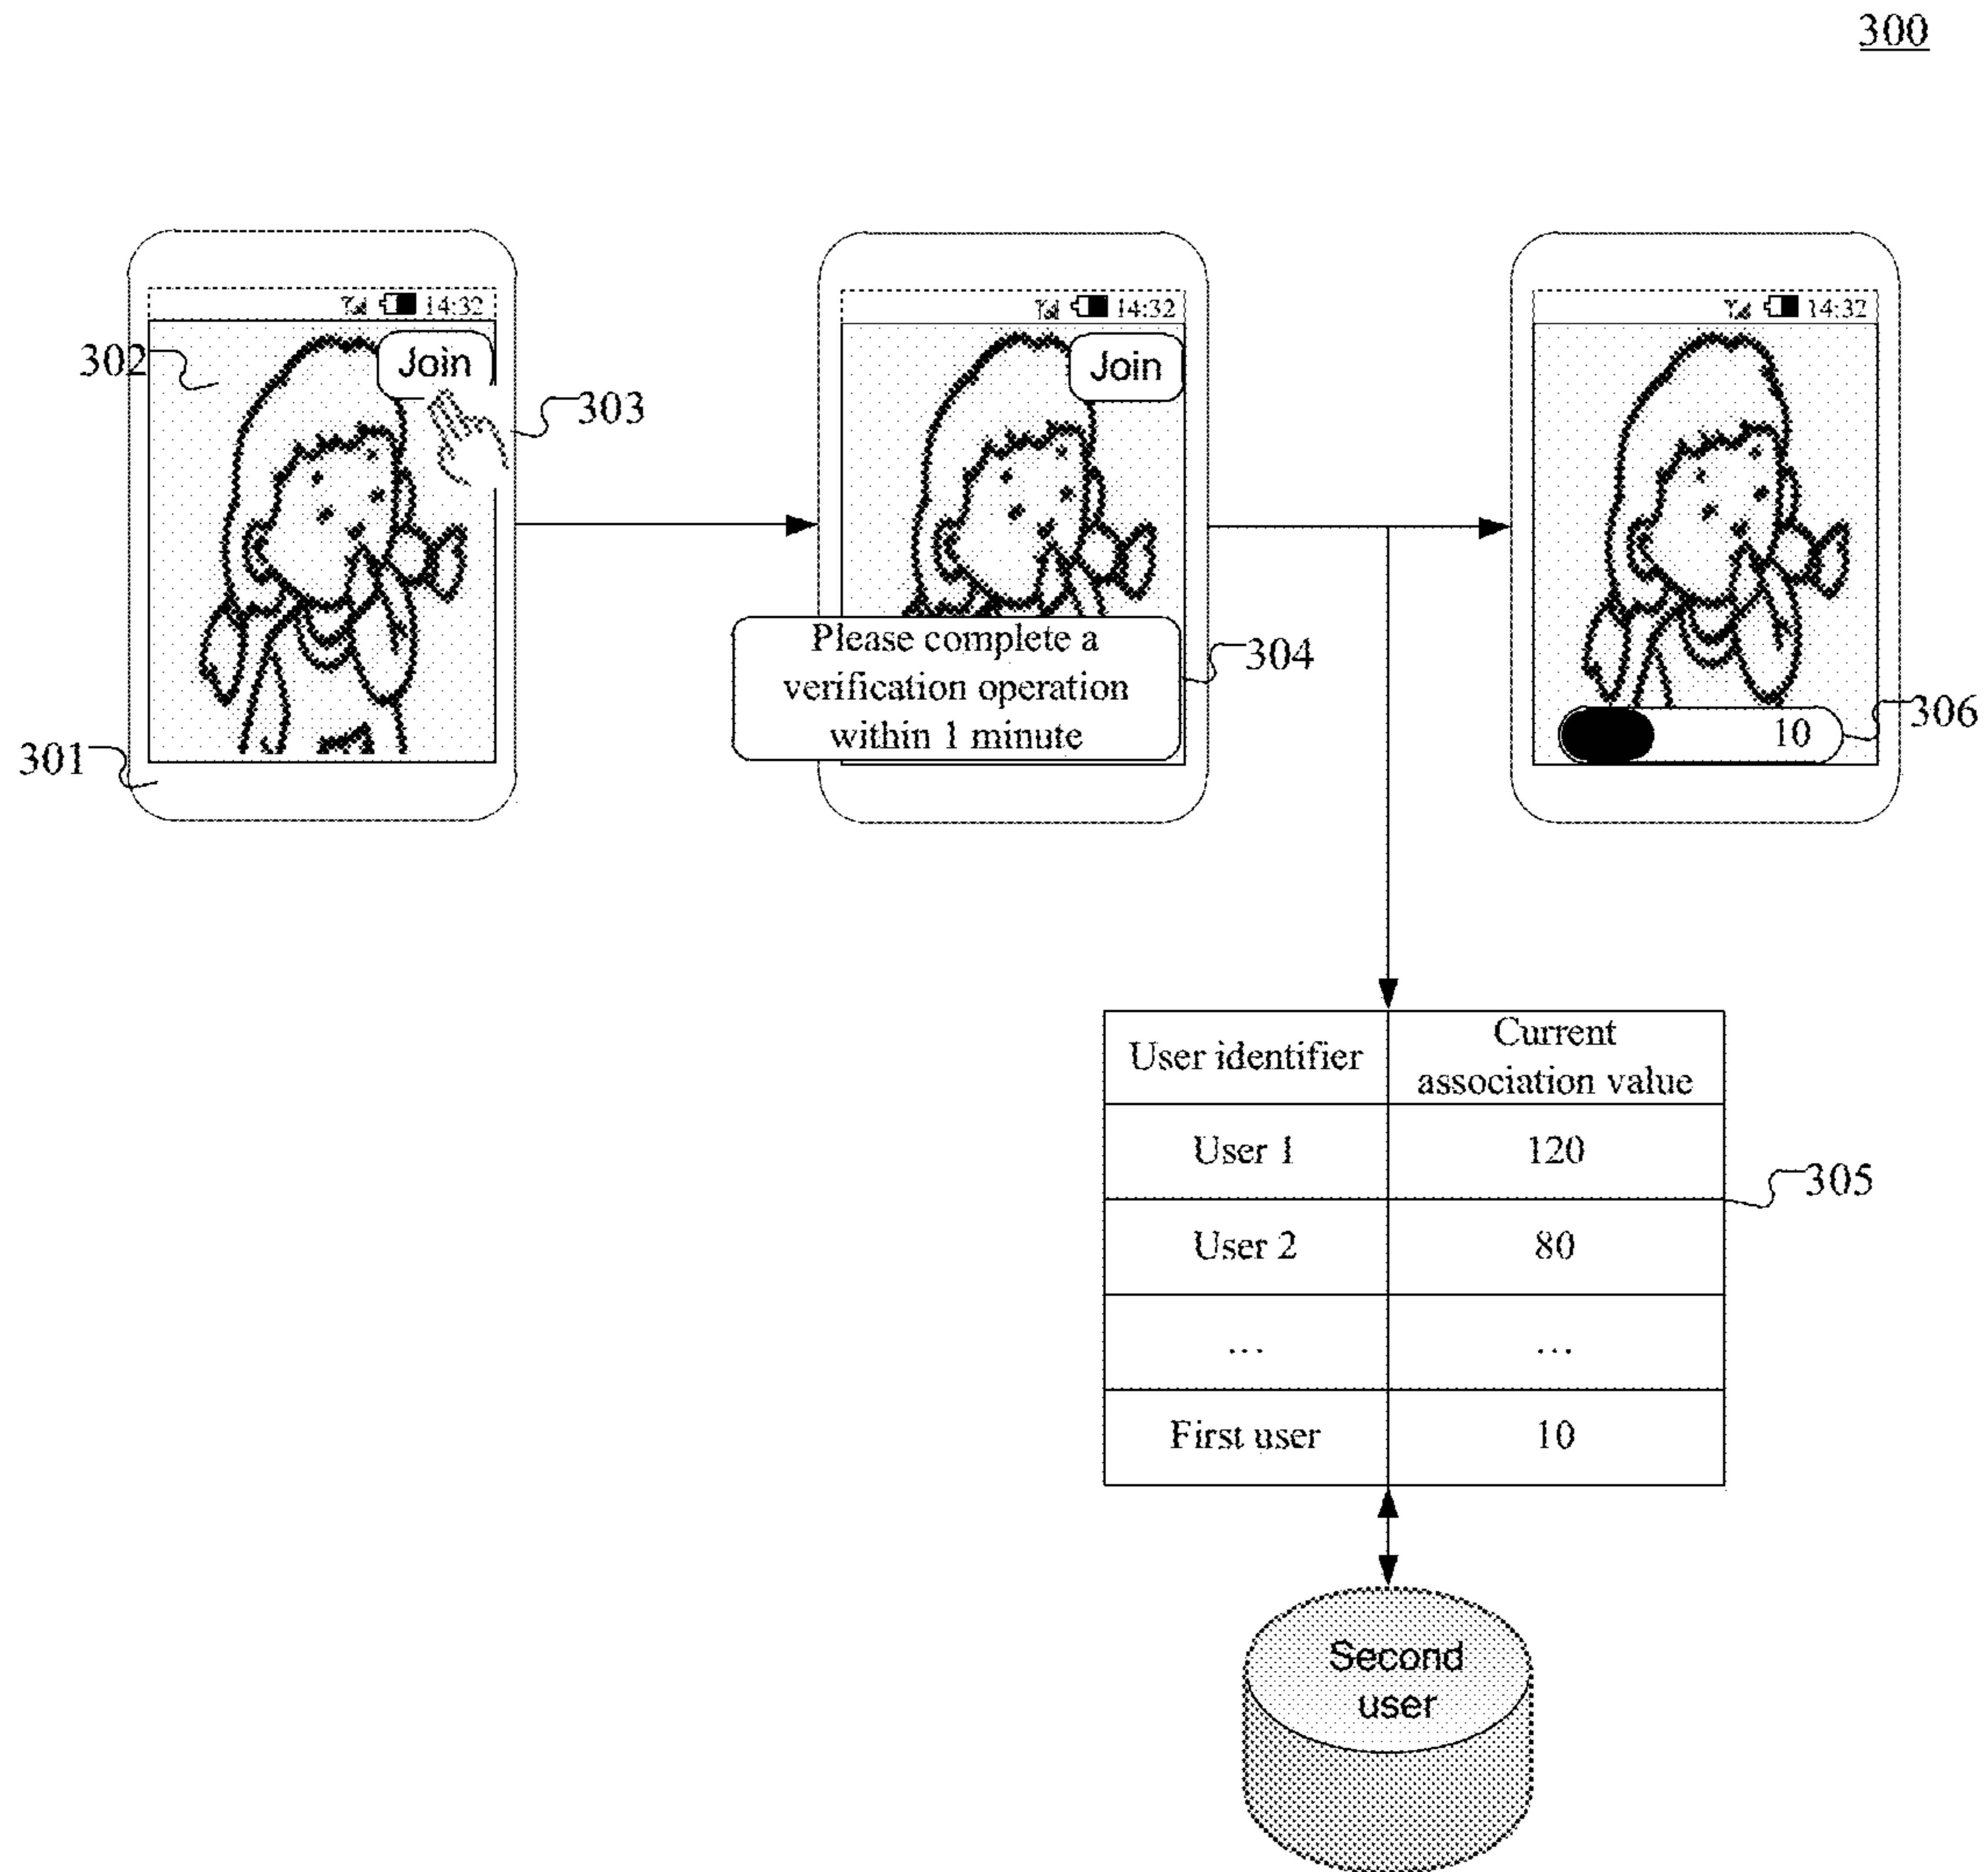 300
14:32
14:32
14:32
302
Join
Join
303
Please complete a
verification operation
within 1 minute
304
10
306
301
User identifier
Current
association value
User 1
120
305
User 2
80
...
...
First user
10
Second
user